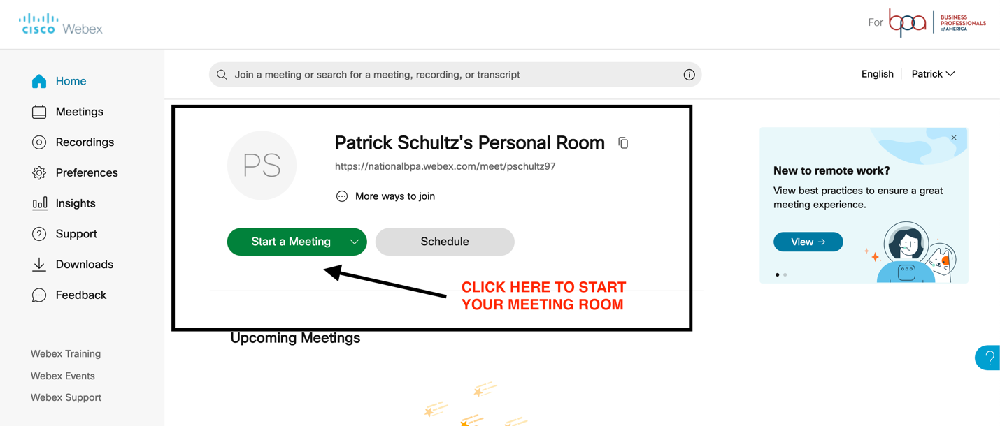 CISCO Webex
For bpa BUSINESS
PROFESSIONALS
of AMERICA
Home
Meetings
Recordings
Preferences
Insights
Support
Downloads
Feedback
Webex Training
Webex Events
Webex Support
Join a meeting or search for a meeting, recording, or transcript
English
Patrick
PS
Patrick Schultz's Personal Room
https://nationalbpa.webex.com/meet/pschultz97
More ways to join
Start a Meeting
Schedule
CLICK HERE TO START
YOUR MEETING ROOM
Upcoming Meetings
New to remote work?
View best practices to ensure a great
meeting experience.
View →
?